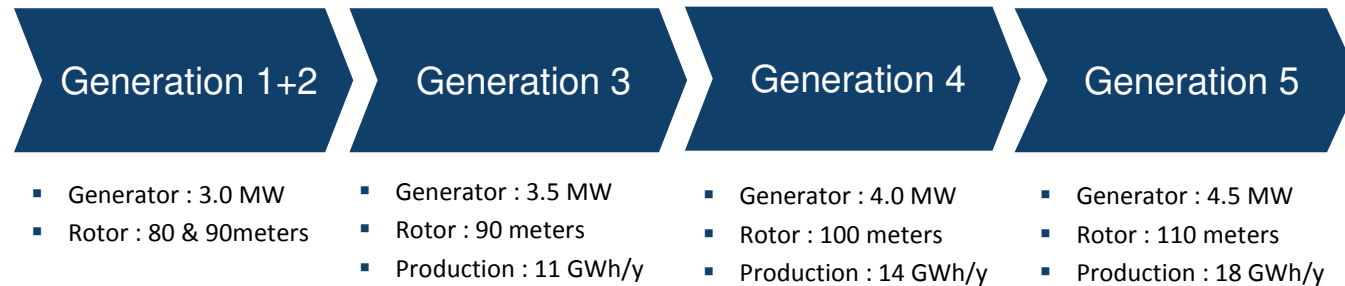 Generation 1+2
▪ Generator : 3.0 MW
▪ Rotor : 80 & 90meters
Generation 3
▪ Generator : 3.5 MW
▪ Rotor : 90 meters
▪ Production : 11 GWh/y
Generation 4
▪ Generator : 4.0 MW
▪ Rotor : 100 meters
▪ Production : 14 GWh/y
Generation 5
▪ Generator : 4.5 MW
▪ Rotor : 110 meters
▪ Production : 18 GWh/y